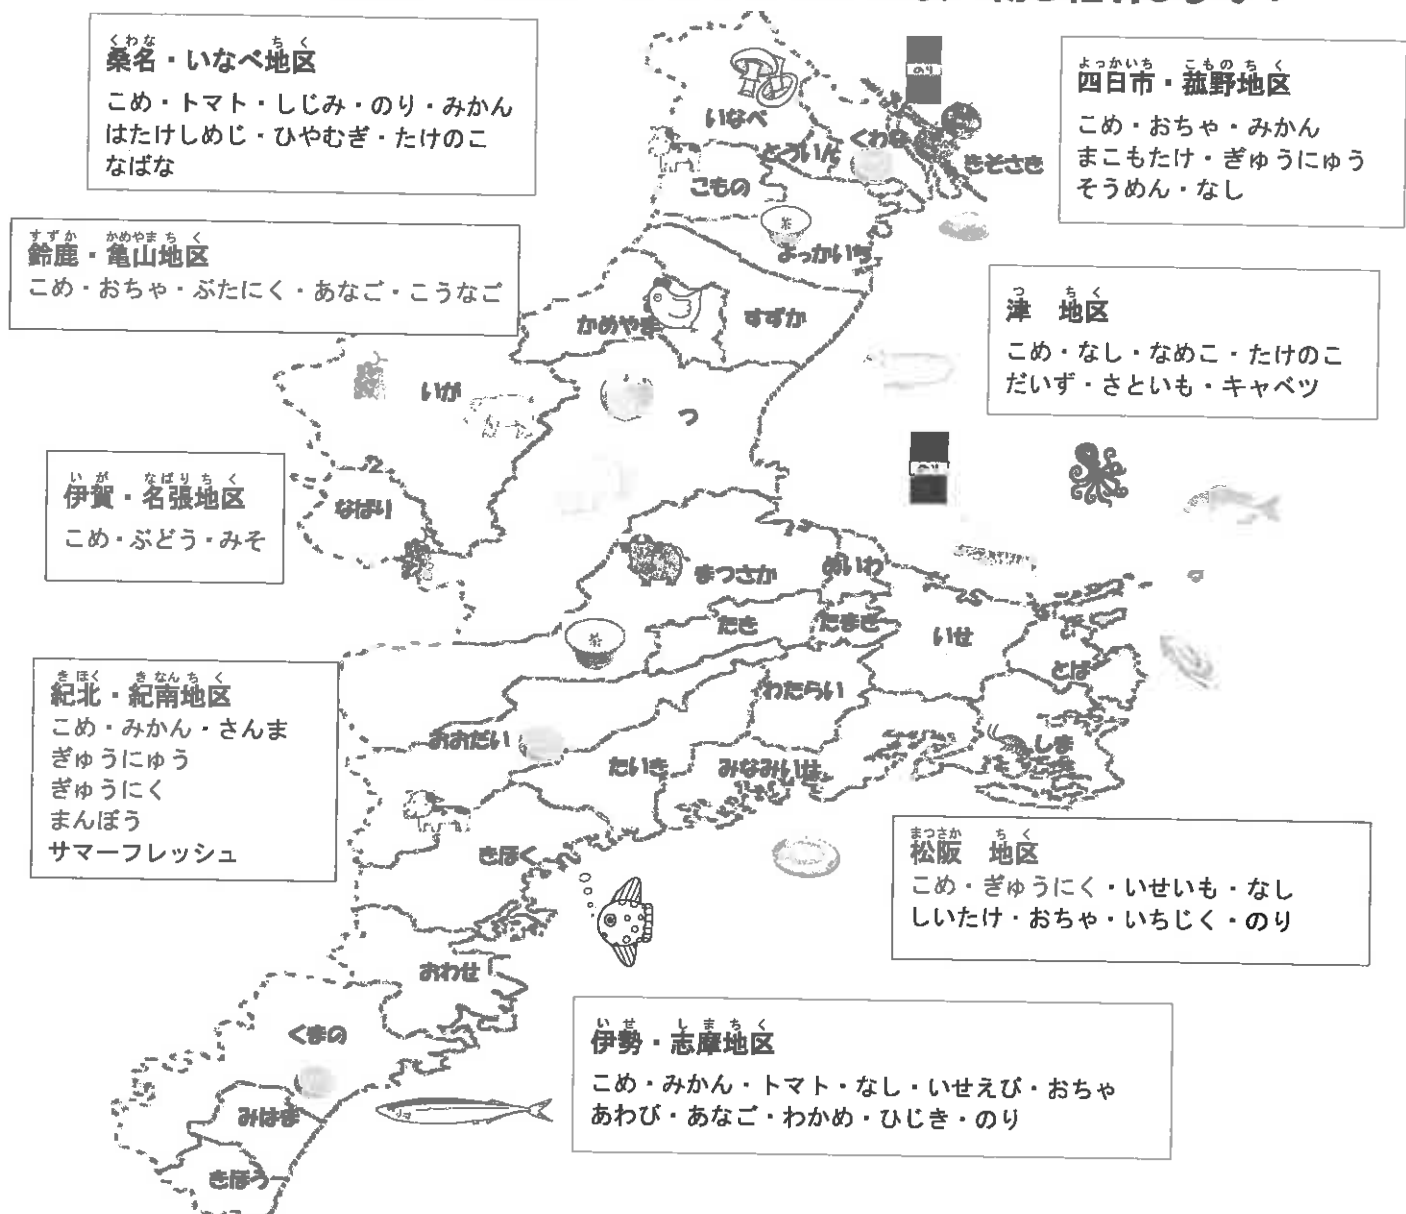 桑名・いなべ地区
こめ・トマト・しじみ・のり・みかん
はたけしめじ・ひやむぎ・たけのこ
なばな
四日市・菰野地区
こめ・おちゃ・みかん
まこもたけ・ぎゅうにゅう
そうめん・なし
鈴鹿・亀山地区
こめ・おちゃ・ぶたにく・あなご・こうなご
津 地区
こめ・なし・なめこ・たけのこ
だいず・さといも・キャベツ
伊賀・名張地区
こめ・ぶどう・みそ
紀北・紀南地区
こめ・みかん・さんま
ぎゅうにゅう
ぎゅうにく
まんぼう
サマーフレッシュ
松阪 地区
こめ・ぎゅうにく・いせいも・なし
しいたけ・おちゃ・いちじく・のり
伊勢・志摩地区
こめ・みかん・トマト・なし・いせえび・おちゃ
あわび・あなご・わかめ・ひじき・のり
いなべ
とういん
くわな
きそさき
のり
こもの
茶
よっかいち
かめやま
すずか
いが
つ
なばり
のり
まつさか
めいわ
たき
たまき
いせ
とば
茶
わたらい
おおだい
たいき
みなみいせ
しま
きほく
おわせ
くまの
みはま
きほう